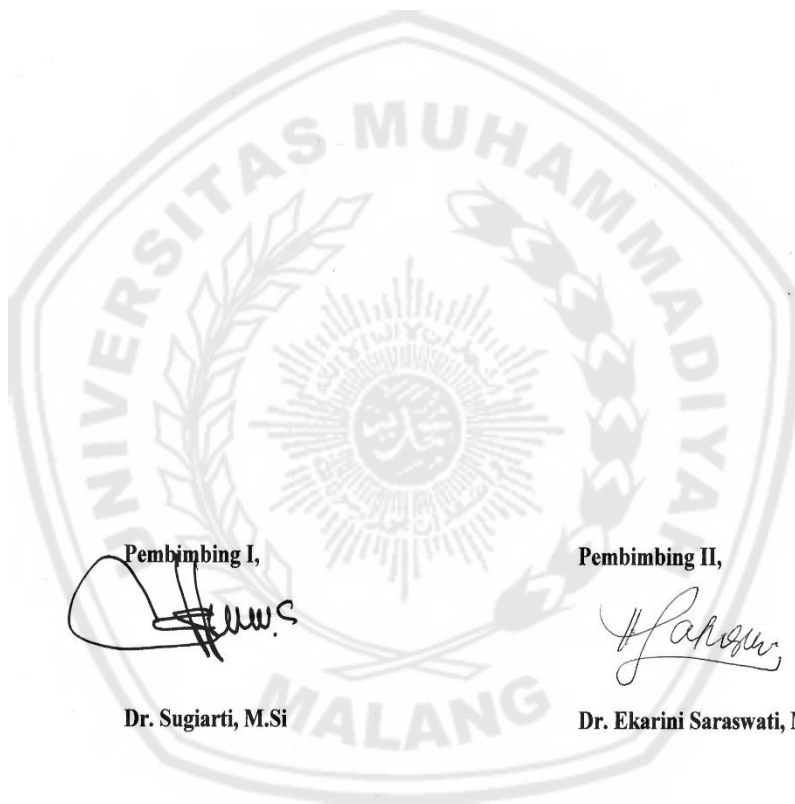 UNIVERSITAS MUHAMMADIYAH
MALANG
Pembimbing I,
Pembimbing II,
Dr. Sugiarti, M.Si
Dr. Ekarini Saraswati,